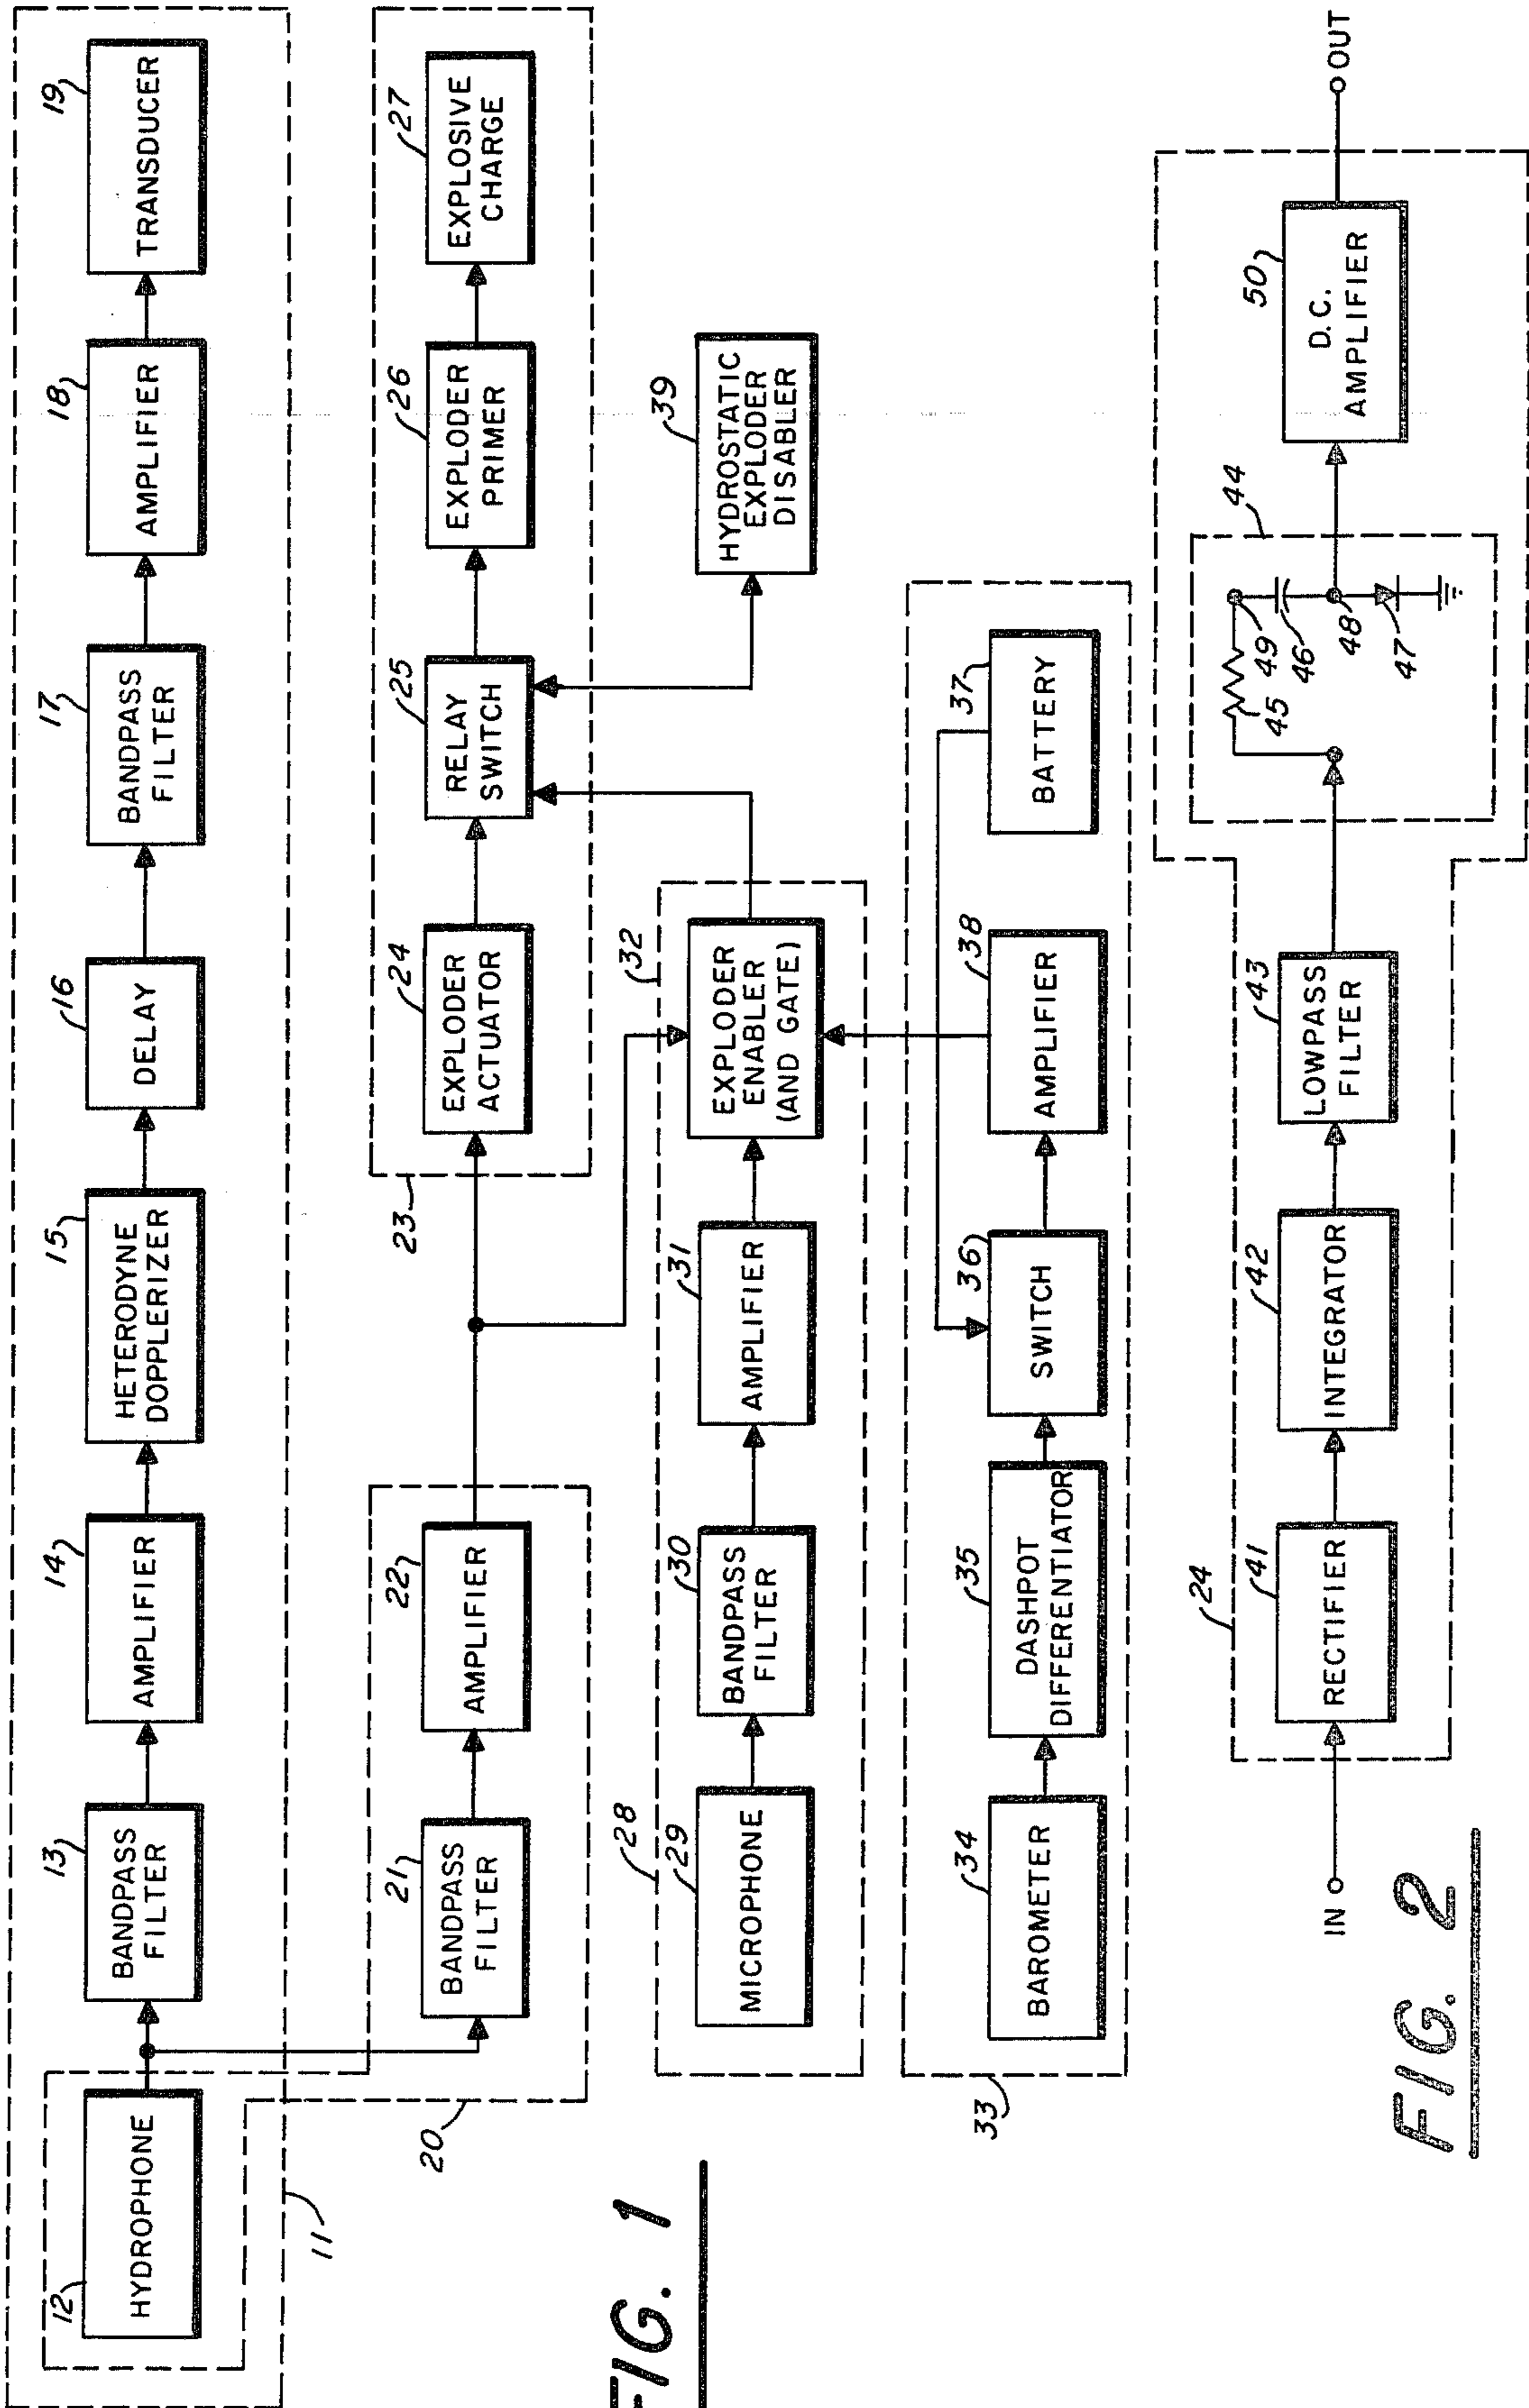 11
12
HYDROPHONE
13
BANDPASS
FILTER
14
AMPLIFIER
15
HETERODYNE
DOPPLERIZER
16
DELAY
17
BANDPASS
FILTER
18
AMPLIFIER
19
TRANSDUCER
20
21
BANDPASS
FILTER
22
AMPLIFIER
23
24
EXPLODER
ACTUATOR
25
RELAY
SWITCH
26
EXPLODER
PRIMER
27
EXPLOSIVE
CHARGE
28
29
MICROPHONE
30
BANDPASS
FILTER
31
AMPLIFIER
32
EXPLODER
ENABLER
(AND GATE)
39
HYDROSTATIC
EXPLODER
DISABLER
33
34
BAROMETER
35
DASHPOT
DIFFERENTIATOR
36
SWITCH
38
AMPLIFIER
37
BATTERY
FIG. 1
IN
24
41
RECTIFIER
42
INTEGRATOR
43
LOWPASS
FILTER
44
45
49
46
48
47
50
D.C.
AMPLIFIER
OUT
FIG. 2